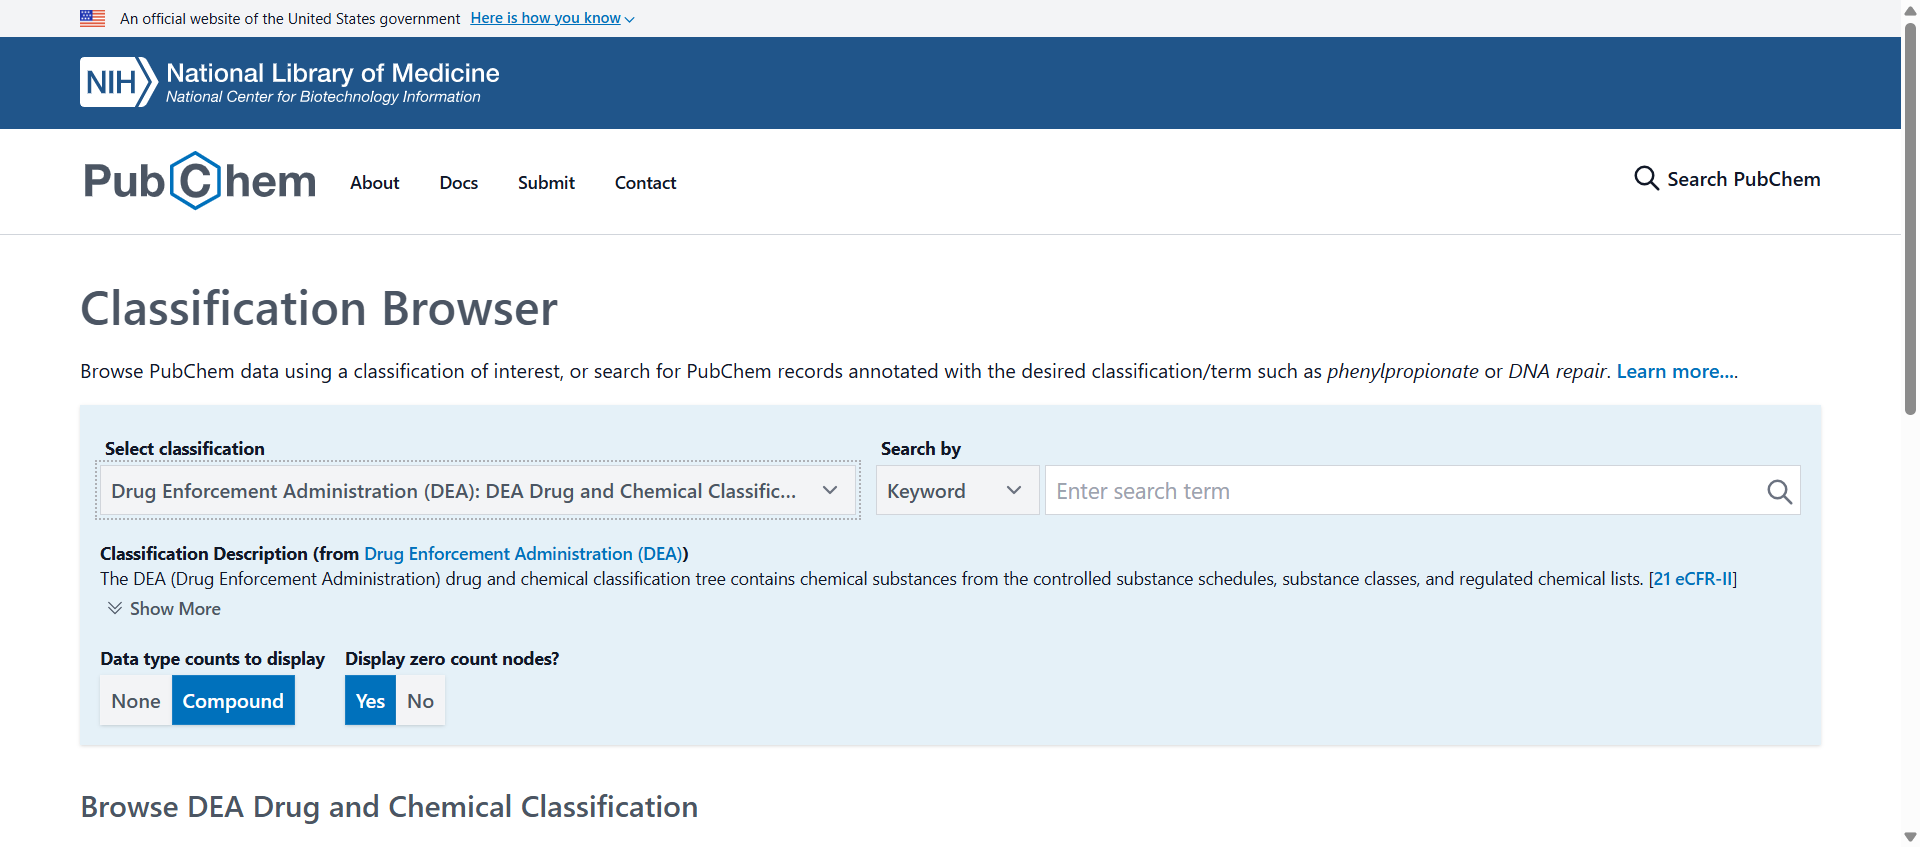 An official website of the United States government Here is how you know
NIH National Library of Medicine
National Center for Biotechnology Information
PubChem About Docs Submit Contact Search PubChem
Classification Browser
Browse PubChem data using a classification of interest, or search for PubChem records annotated with the desired classification/term such as phenylpropionate or DNA repair. Learn more....
Select classification Search by
Drug Enforcement Administration (DEA): DEA Drug and Chemical Classific... Keyword Enter search term
Classification Description (from Drug Enforcement Administration (DEA))
The DEA (Drug Enforcement Administration) drug and chemical classification tree contains chemical substances from the controlled substance schedules, substance classes, and regulated chemical lists. [21 eCFR-II]
Show More
Data type counts to display Display zero count nodes?
None Compound Yes No
Browse DEA Drug and Chemical Classification